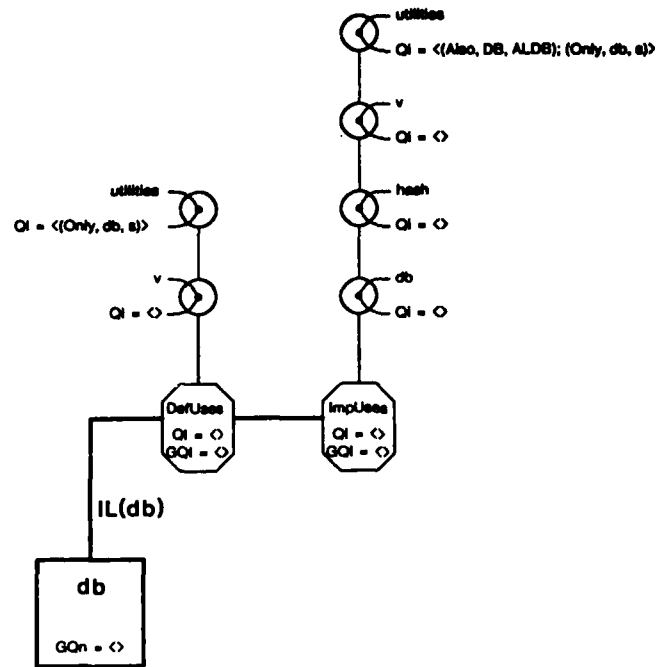 utilities
QI = <(Also, DB, ALDB); (Only, db, s)>
v
QI = <>
utilities
hash
QI = <(Only, db, s)>
QI = <>
v
db
QI = <>
QI = <>
DefUses
QI = <>
GQI = <>
ImpUses
QI = <>
GQI = <>
IL(db)
db
GQn = <>